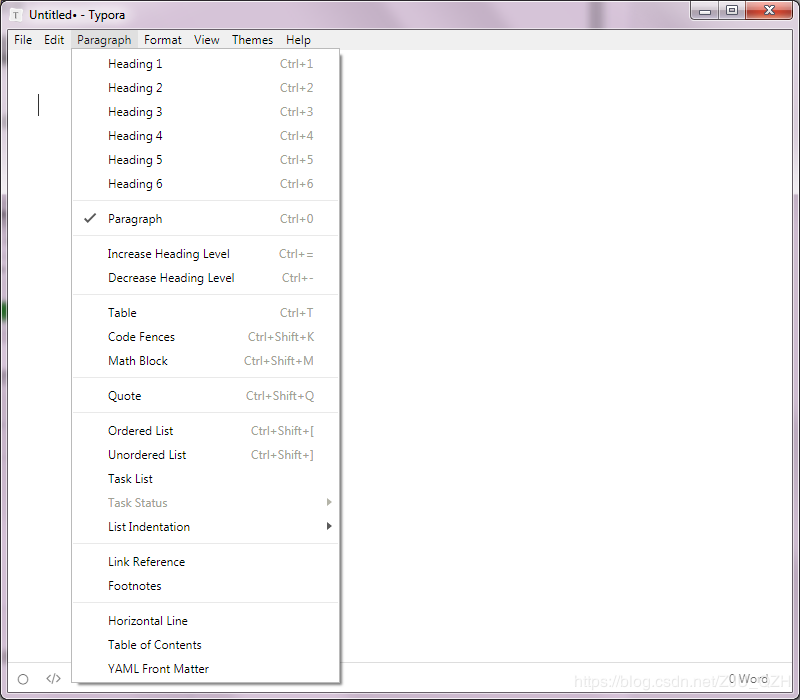 T Untitled• - Typora
File Edit Paragraph Format View Themes Help
Heading 1 Ctrl+1
Heading 2 Ctrl+2
Heading 3 Ctrl+3
Heading 4 Ctrl+4
Heading 5 Ctrl+5
Heading 6 Ctrl+6
Paragraph Ctrl+0
Increase Heading Level Ctrl+=
Decrease Heading Level Ctrl+-
Table Ctrl+T
Code Fences Ctrl+Shift+K
Math Block Ctrl+Shift+M
Quote Ctrl+Shift+Q
Ordered List Ctrl+Shift+[
Unordered List Ctrl+Shift+]
Task List
Task Status
List Indentation
Link Reference
Footnotes
Horizontal Line
Table of Contents
YAML Front Matter
</> 0 Word
https://blog.csdn.net/